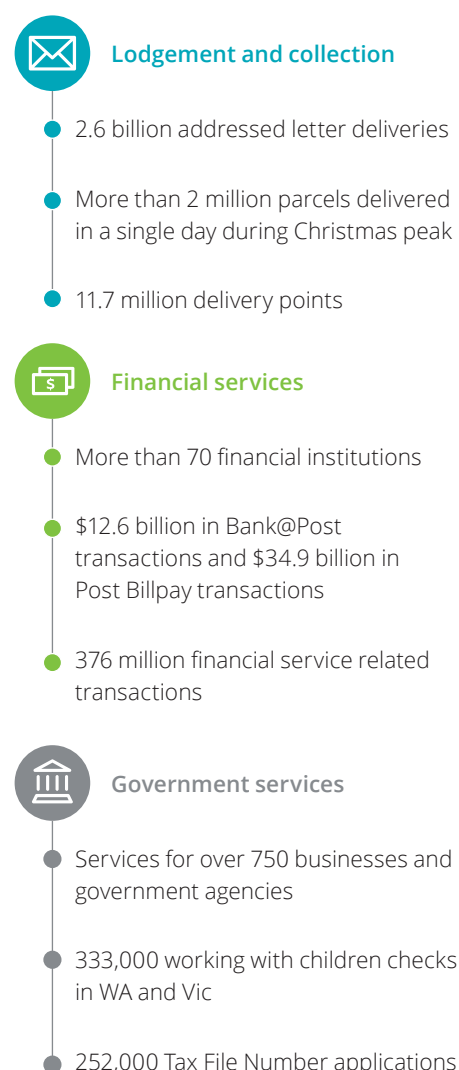 Lodgement and collection
2.6 billion addressed letter deliveries
More than 2 million parcels delivered
in a single day during Christmas peak
11.7 million delivery points
$
Financial services
More than 70 financial institutions
$12.6 billion in Bank@Post
transactions and $34.9 billion in
Post Billpay transactions
376 million financial service related
transactions
Government services
Services for over 750 businesses and
government agencies
333,000 working with children checks
in WA and Vic
252,000 Tax File Number applications